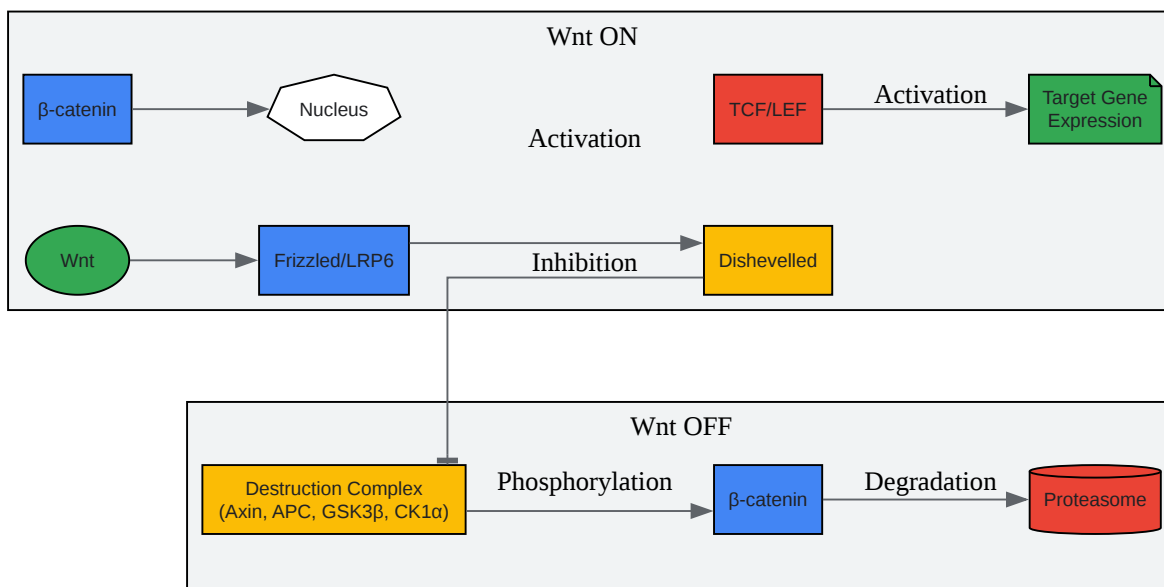 Wnt ON
β-catenin
Nucleus
Activation
TCF/LEF
Activation
Target Gene
Expression
Wnt
Frizzled/LRP6
Inhibition
Dishevelled
Wnt OFF
Destruction Complex
(Axin, APC, GSK3β, CK1α)
Phosphorylation
β-catenin
Degradation
Proteasome